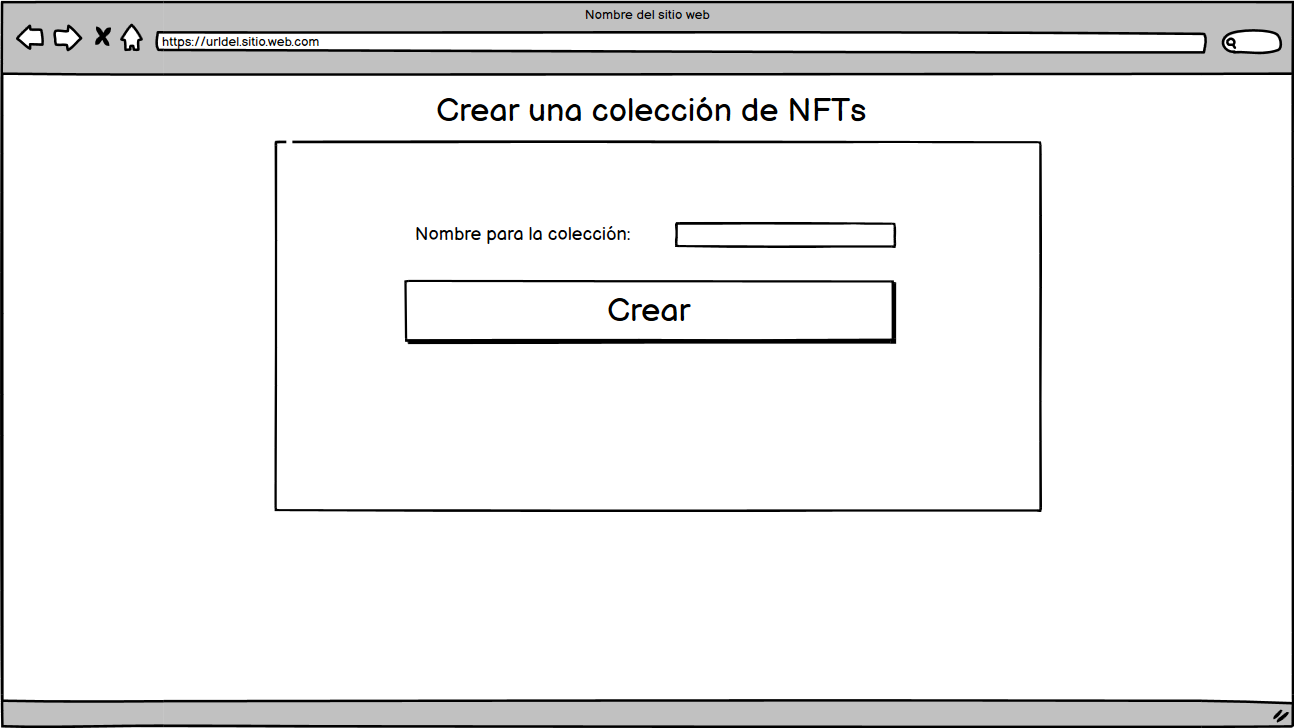 Nombre del sitio web
https://urldel.sitio.web.com
Crear una colección de NFTs
Nombre para la colección:
Crear